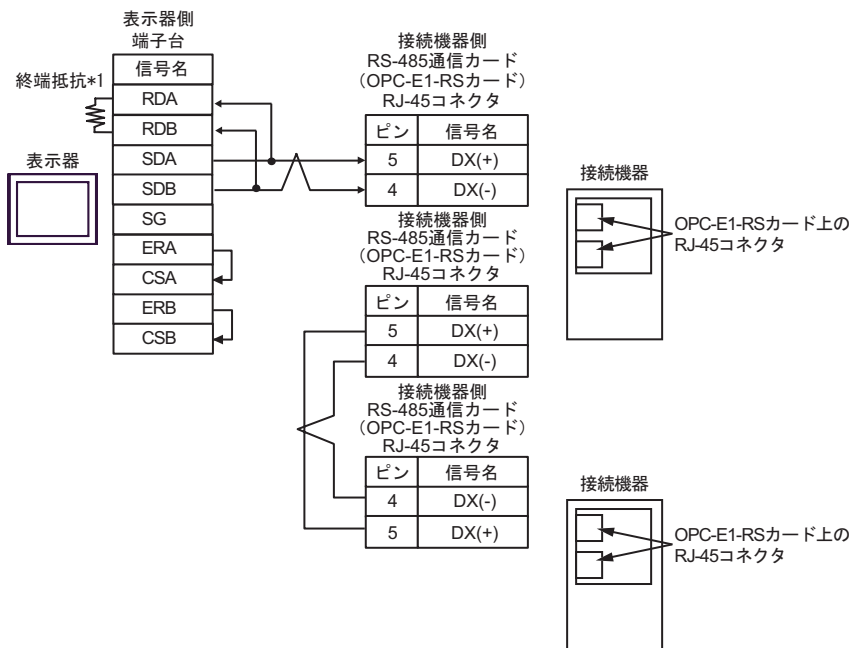 表示器側
端子台
終端抵抗*1
信号名
RDA
RDB
SDA
SDB
SG
ERA
CSA
ERB
CSB
表示器
接続機器側
RS-485通信カード
（OPC-E1-RSカード）
RJ-45コネクタ
ピン 信号名
5 DX(+)
4 DX(-)
接続機器側
RS-485通信カード
（OPC-E1-RSカード）
RJ-45コネクタ
ピン 信号名
5 DX(+)
4 DX(-)
接続機器側
RS-485通信カード
（OPC-E1-RSカード）
RJ-45コネクタ
ピン 信号名
4 DX(-)
5 DX(+)
接続機器
OPC-E1-RSカード上の
RJ-45コネクタ
接続機器
OPC-E1-RSカード上の
RJ-45コネクタ